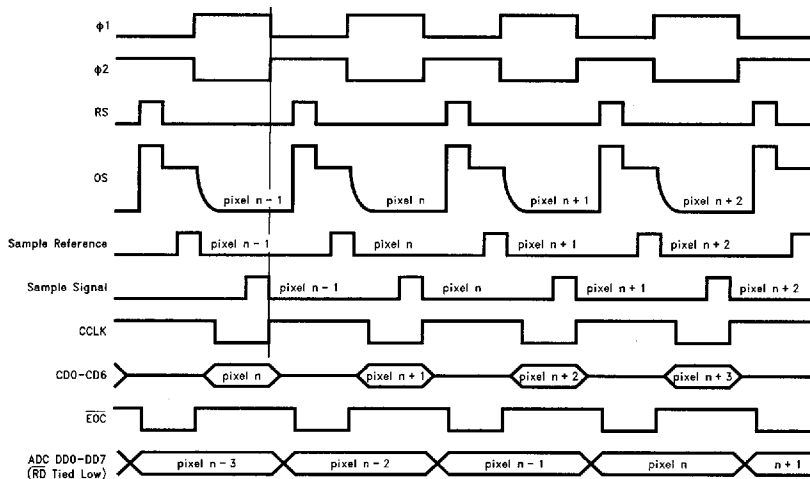 ϕ1
ϕ2
RS
OS
pixel n - 1 pixel n pixel n + 1 pixel n + 2
Sample Reference pixel n - 1 pixel n pixel n + 1 pixel n + 2
Sample Signal pixel n - 1 pixel n pixel n + 1 pixel n + 2
CCLK
CD0-CD6 pixel n pixel n + 1 pixel n + 2 pixel n + 3
EOC
ADC DD0-DD7 pixel n - 3 pixel n - 2 pixel n - 1 pixel n n + 1
(RD Tied Low)